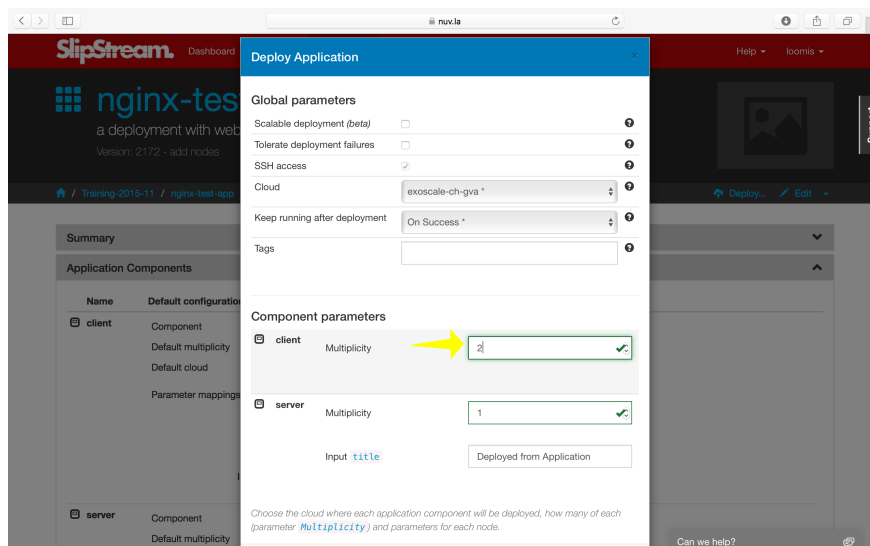 nuv.la
SlipStream. Dashboard
Help loomis
Deploy Application ×
nginx-tes
a deployment with web
Version: 2172 - add nodes
/ Training-2015-11 / nginx-test-app
Deploy... Edit
Global parameters
Scalable deployment (beta)
Tolerate deployment failures
SSH access
Cloud exoscale-ch-gva *
Keep running after deployment On Success *
Tags
Summary
Application Components
Name Default configuration
client Component
Default multiplicity
Default cloud
Parameter mappings
server Component
Default multiplicity
Component parameters
client Multiplicity 2
server Multiplicity 1
Input title Deployed from Application
Choose the cloud where each application component will be deployed, how many of each
(parameter Multiplicity) and parameters for each node.
Can we help?